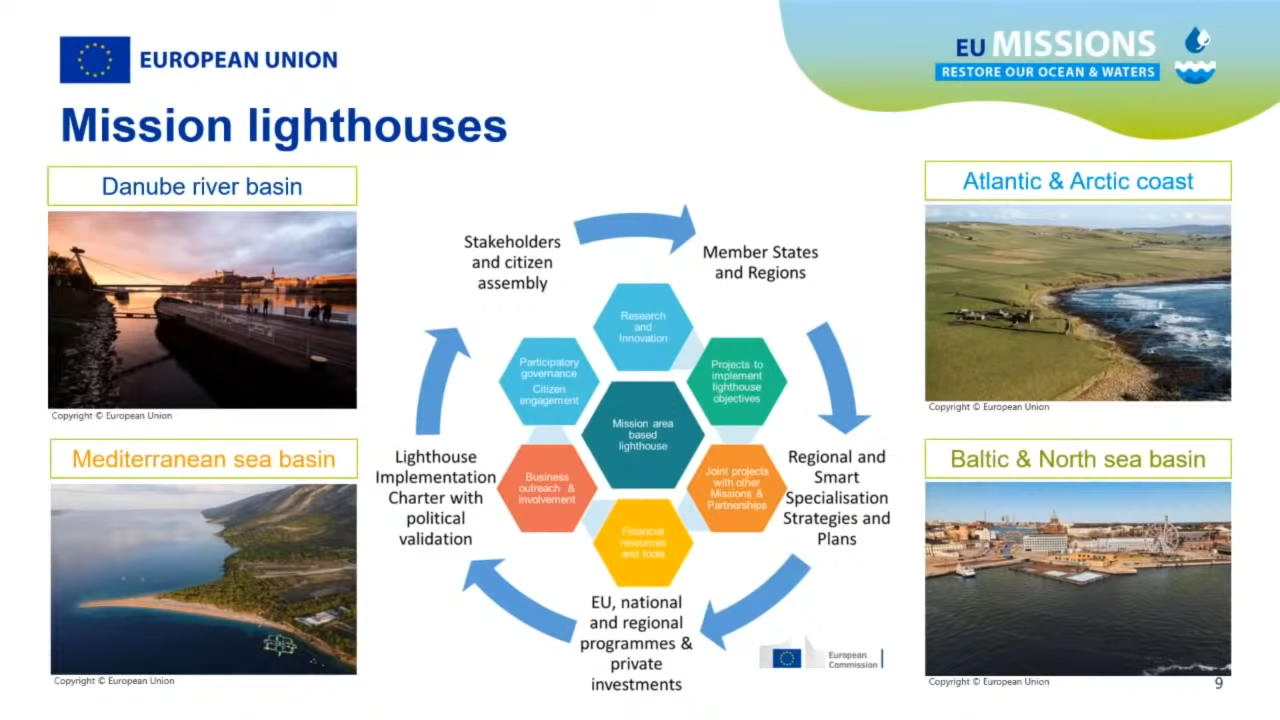 EUROPEAN UNION
EU MISSIONS
RESTORE OUR OCEAN & WATERS
Mission lighthouses
Danube river basin
Copyright © European Union
Mediterranean sea basin
Copyright © European Union
Stakeholders
and citizen
assembly
Member States
and Regions
Regional and
Smart
Specialisation
Strategies and
Plans
EU, national
and regional
programmes &
private
investments
Lighthouse
Implementation
Charter with
political
validation
Research
and
Innovation
Projects to
implement
lighthouse
objectives
Joint projects
with other
Missions &
Partnerships
Financial
resources
and tools
Business
outreach &
involvement
Participatory
governance
Citizen
engagement
Mission area
based
lighthouse
Atlantic & Arctic coast
Copyright © European Union
Baltic & North sea basin
Copyright © European Union
European
Commission
9